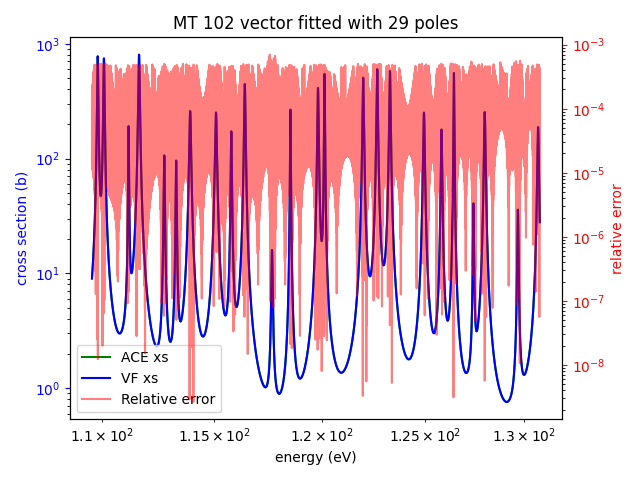 MT 102 vector fitted with 29 poles
cross section (b)
10³
10²
10¹
10⁰
relative error
10⁻³
10⁻⁴
10⁻⁵
10⁻⁶
10⁻⁷
10⁻⁸
ACE xs
VF xs
Relative error
1.1 × 10² 1.15 × 10² 1.2 × 10² 1.25 × 10² 1.3 × 10²
energy (eV)